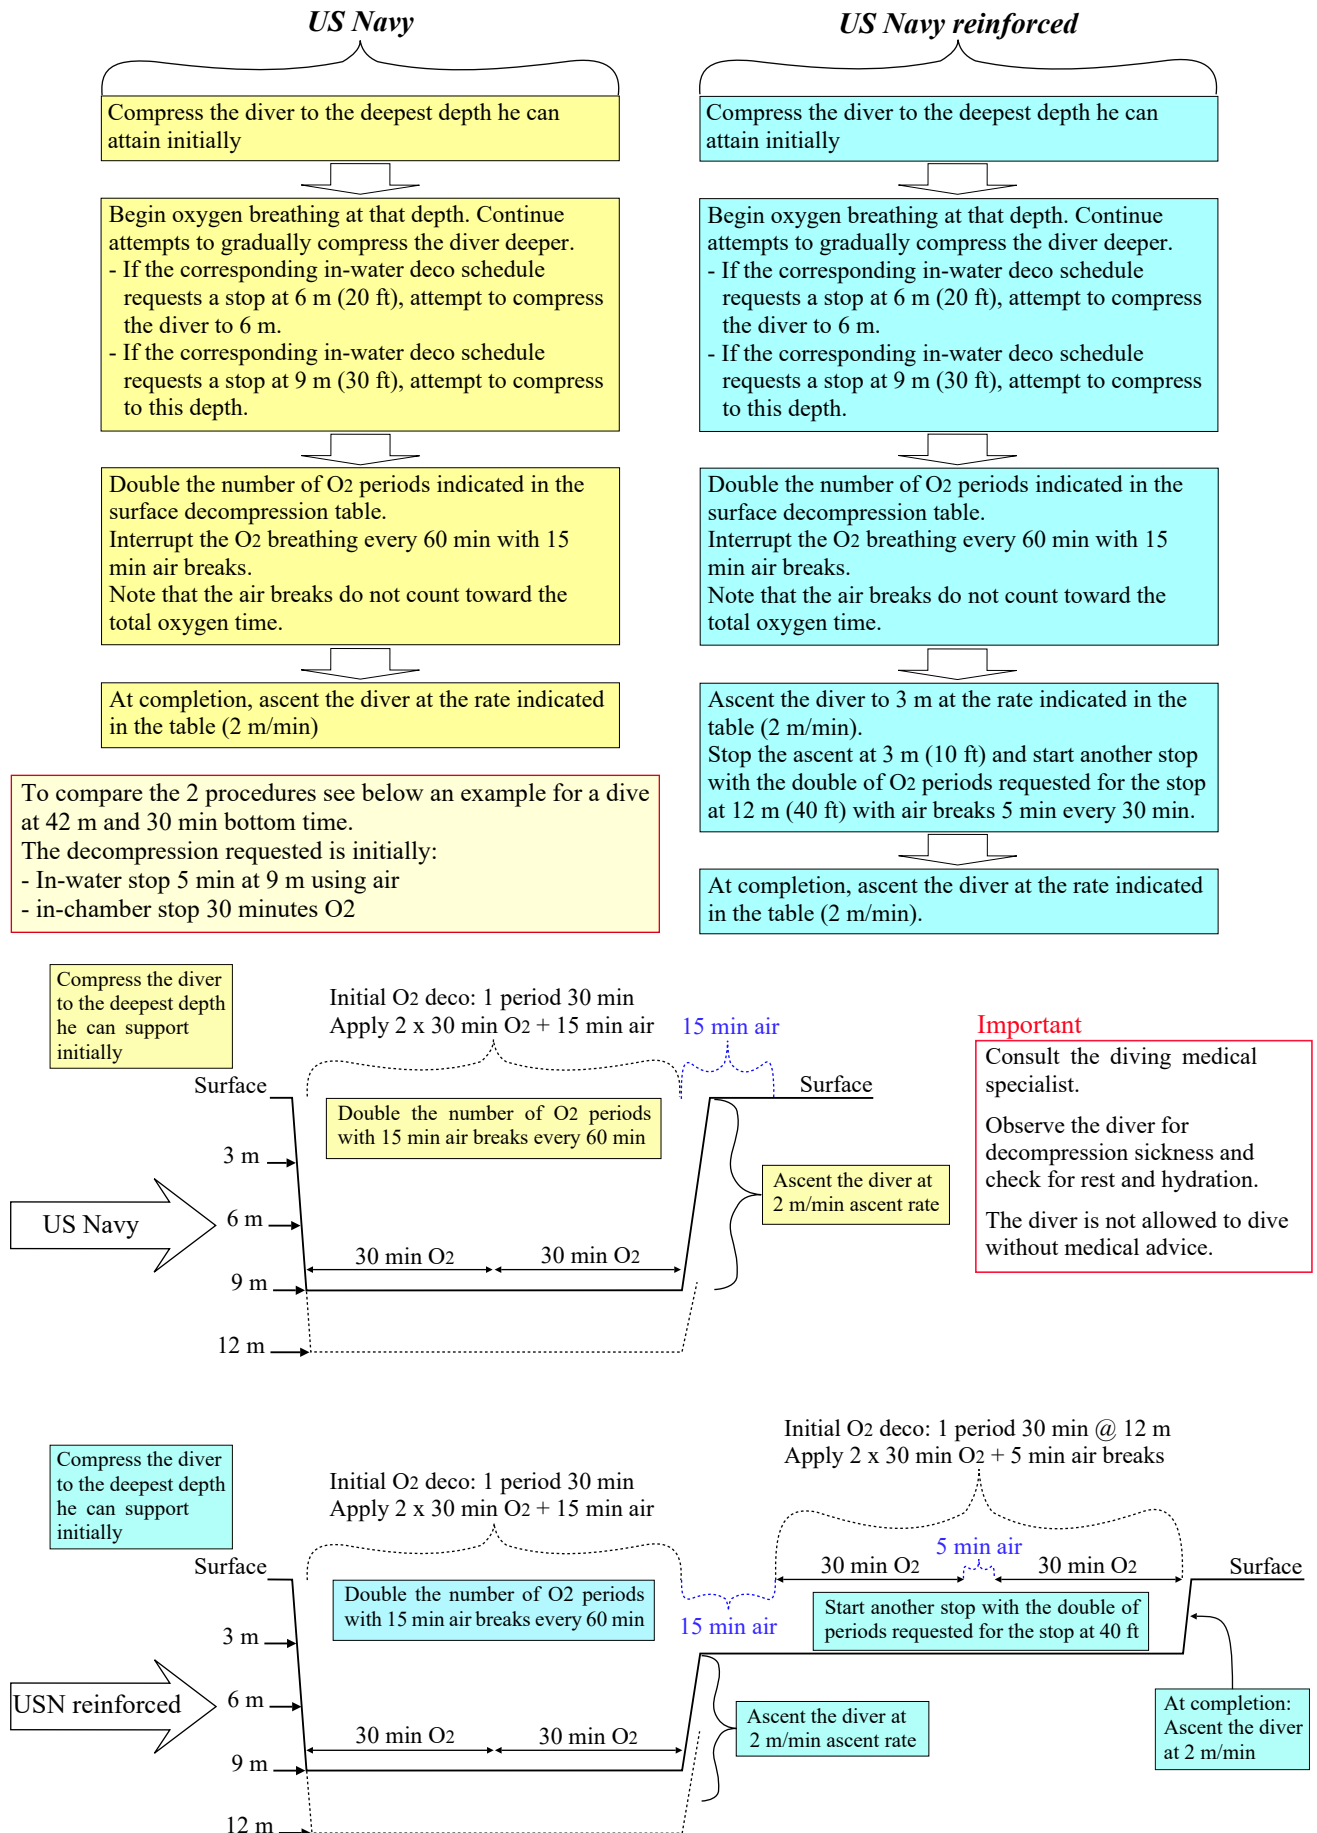 US Navy
Compress the diver to the deepest depth he can
attain initially
Begin oxygen breathing at that depth. Continue
attempts to gradually compress the diver deeper.
- If the corresponding in-water deco schedule
requests a stop at 6 m (20 ft), attempt to compress
the diver to 6 m.
- If the corresponding in-water deco schedule
requests a stop at 9 m (30 ft), attempt to compress
to this depth.
Double the number of O2 periods indicated in the
surface decompression table.
Interrupt the O2 breathing every 60 min with 15
min air breaks.
Note that the air breaks do not count toward the
total oxygen time.
At completion, ascent the diver at the rate indicated
in the table (2 m/min)
US Navy reinforced
Compress the diver to the deepest depth he can
attain initially
Begin oxygen breathing at that depth. Continue
attempts to gradually compress the diver deeper.
- If the corresponding in-water deco schedule
requests a stop at 6 m (20 ft), attempt to compress
the diver to 6 m.
- If the corresponding in-water deco schedule
requests a stop at 9 m (30 ft), attempt to compress
to this depth.
Double the number of O2 periods indicated in the
surface decompression table.
Interrupt the O2 breathing every 60 min with 15
min air breaks.
Note that the air breaks do not count toward the
total oxygen time.
Ascent the diver to 3 m at the rate indicated in the
table (2 m/min).
Stop the ascent at 3 m (10 ft) and start another stop
with the double of O2 periods requested for the stop
at 12 m (40 ft) with air breaks 5 min every 30 min.
At completion, ascent the diver at the rate indicated
in the table (2 m/min).
To compare the 2 procedures see below an example for a dive
at 42 m and 30 min bottom time.
The decompression requested is initially:
- In-water stop 5 min at 9 m using air
- in-chamber stop 30 minutes O2
Compress the diver
to the deepest depth
he can support
initially
Initial O2 deco: 1 period 30 min
Apply 2 x 30 min O2 + 15 min air
15 min air
Surface
Surface
Double the number of O2 periods
with 15 min air breaks every 60 min
3 m
Ascent the diver at
2 m/min ascent rate
US Navy
6 m
30 min O2
30 min O2
9 m
12 m
Important
Consult the diving medical
specialist.
Observe the diver for
decompression sickness and
check for rest and hydration.
The diver is not allowed to dive
without medical advice.
Initial O2 deco: 1 period 30 min @ 12 m
Apply 2 x 30 min O2 + 5 min air breaks
Compress the diver
to the deepest depth
he can support
initially
Initial O2 deco: 1 period 30 min
Apply 2 x 30 min O2 + 15 min air
5 min air
30 min O2
30 min O2
Surface
Surface
Double the number of O2 periods
with 15 min air breaks every 60 min
15 min air
Start another stop with the double of
periods requested for the stop at 40 ft
3 m
USN reinforced
6 m
Ascent the diver at
2 m/min ascent rate
At completion:
Ascent the diver
at 2 m/min
30 min O2
30 min O2
9 m
12 m